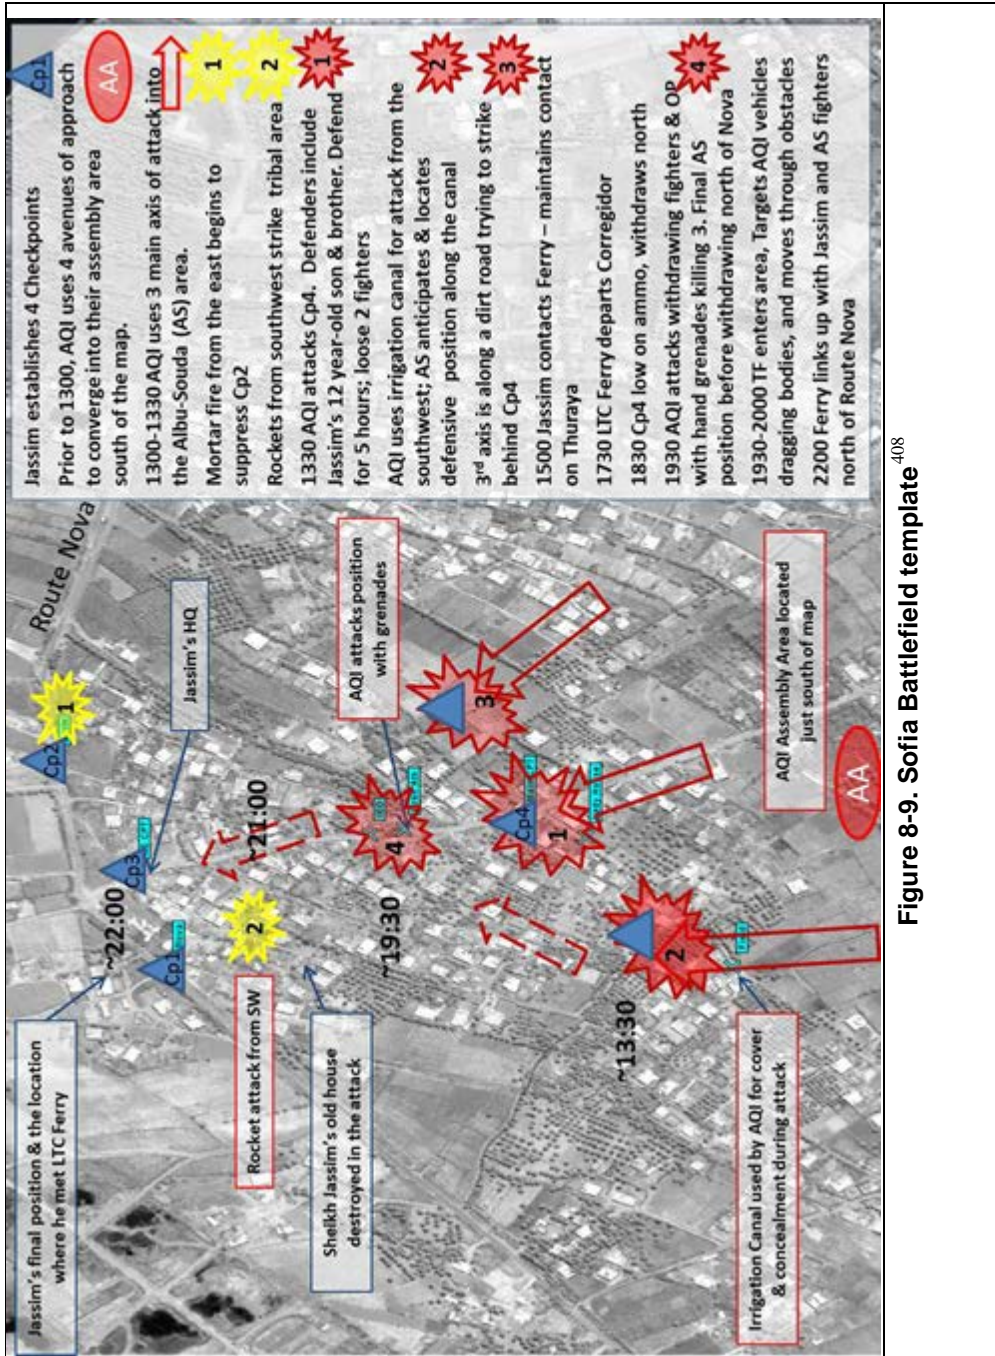 Jassim's final position & the location
where he met LTC Ferry
~22:00
Cp1
Cp3
Cp2
1
Route Nova
Jassim's HQ
Rocket attack from SW
2
~21:00
Sheikh Jassim's old house
destroyed in the attack
~19:30
4
AQI attacks position
with grenades
Cp4
1
3
~13:30
2
Irrigation Canal used by AQI for cover
& concealment during attack
AQI Assembly Area located
just south of map
AA
Jassim establishes 4 Checkpoints
Cp1
Prior to 1300, AQI uses 4 avenues of approach
to converge into their assembly area
south of the map.
AA
1300-1330 AQI uses 3 main axis of attack into
the Albu-Souda (AS) area.
Mortar fire from the east begins to
suppress Cp2
1
Rockets from southwest strike tribal area
2
1330 AQI attacks Cp4. Defenders include
Jassim's 12 year-old son & brother. Defend
for 5 hours; loose 2 fighters
1
AQI uses irrigation canal for attack from the
southwest; AS anticipates & locates
defensive position along the canal
2
3rd axis is along a dirt road trying to strike
behind Cp4
3
1500 Jassim contacts Ferry – maintains contact
on Thuraya
1730 LTC Ferry departs Corregidor
1830 Cp4 low on ammo, withdraws north
1930 AQI attacks withdrawing fighters & OP
with hand grenades killing 3. Final AS
position before withdrawing north of Nova
4
1930-2000 TF enters area, Targets AQI vehicles
dragging bodies, and moves through obstacles
2200 Ferry links up with Jassim and AS fighters
north of Route Nova
Figure 8-9. Sofia Battlefield template408